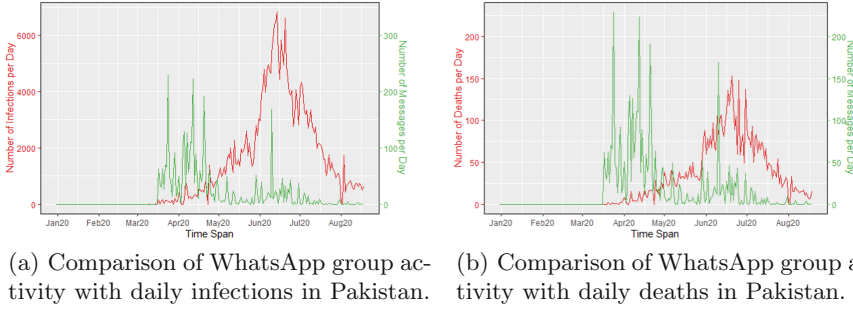 Number of Infections per Day
6000
4000
2000
0
300
200
100
0
Number of Messages per Day
Jan20 Feb20 Mar20 Apr20 May20 Jun20 Jul20 Aug20
Time Span
Number of Deaths per Day
200
150
100
50
0
200
150
100
50
0
Number of Messages per Day
Jan20 Feb20 Mar20 Apr20 May20 Jun20 Jul20 Aug20
Time Span
(a) Comparison of WhatsApp group ac-
tivity with daily infections in Pakistan.
(b) Comparison of WhatsApp group a
tivity with daily deaths in Pakistan.